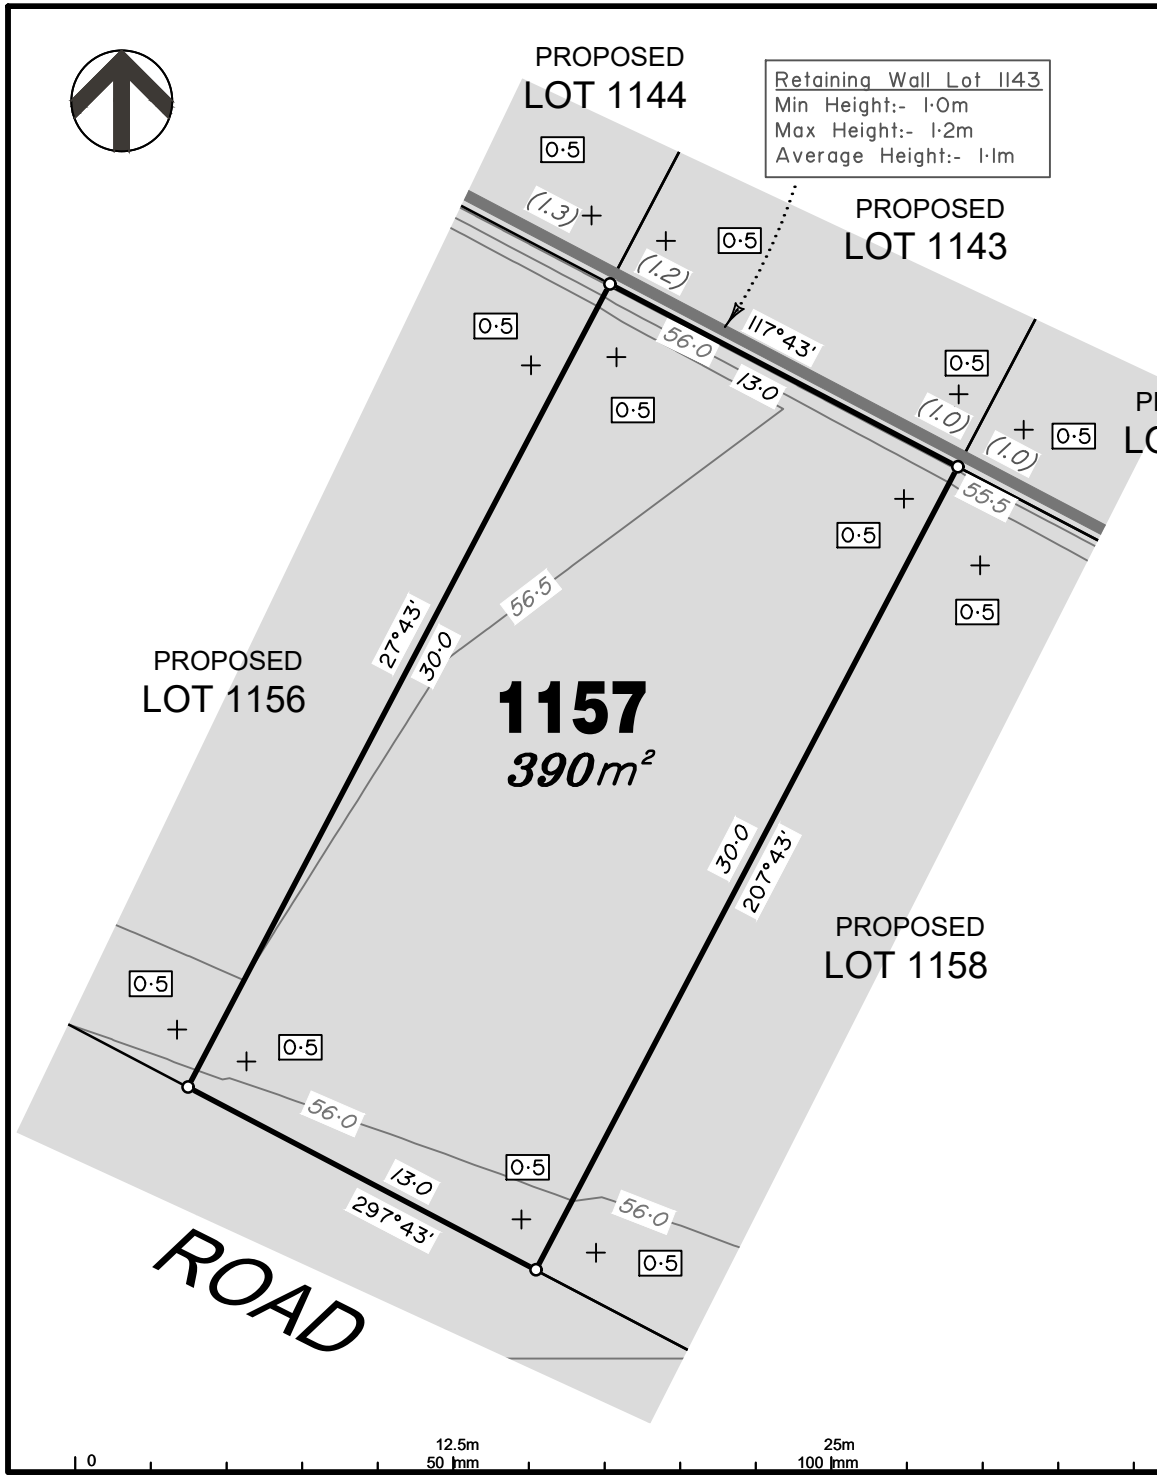 PROPOSED
LOT 1144
Retaining Wall Lot 1143
Min Height:- 1·0m
Max Height:- 1·2m
Average Height:- 1·1m
0·5
(1.3)
PROPOSED
LOT 1143
0·5
(1.2)
0·5
56·0
117°43'
0·5
13·0
0·5
(1.0)
0·5
(1.0)
55·5
0·5
0·5
56·5
27°43'
30·0
PROPOSED
LOT 1156
1157
390m²
30·0
207°43'
PROPOSED
LOT 1158
0·5
0·5
56·0
0·5
13·0
297°43'
56·0
0·5
ROAD
0
12.5m
50 mm
25m
100 mm